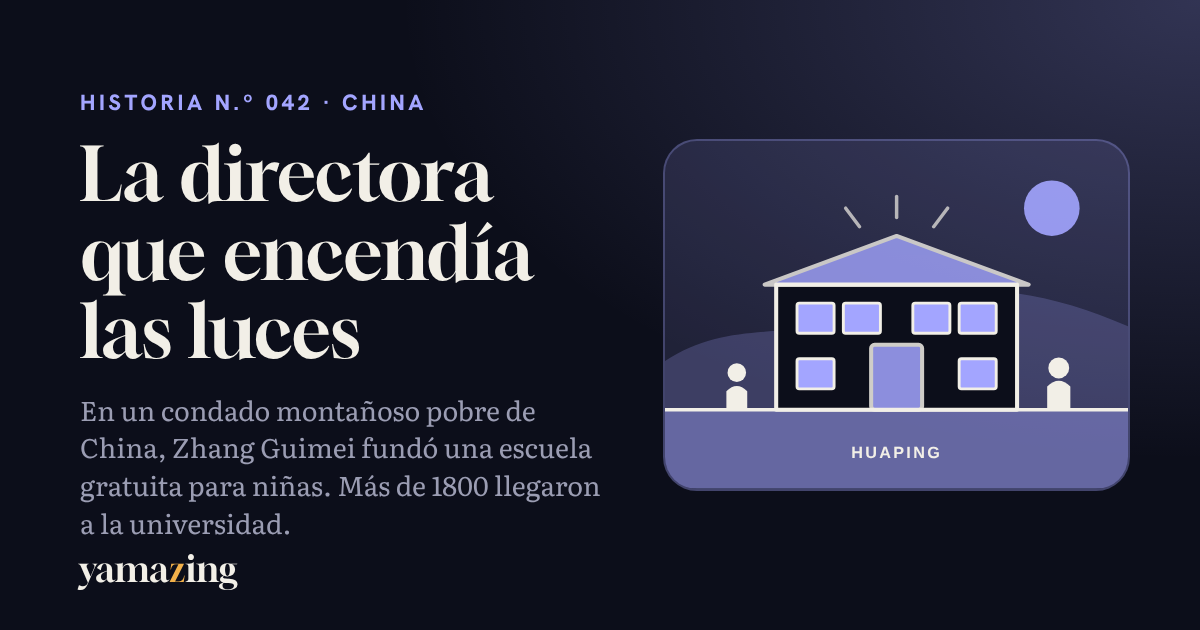 HISTORIA N.º 042 · CHINA
La directora
que encendía
las luces
En un condado montañoso pobre de
China, Zhang Guimei fundó una escuela
gratuita para niñas. Más de 1800 llegaron
a la universidad.
yamazing
HUAPING